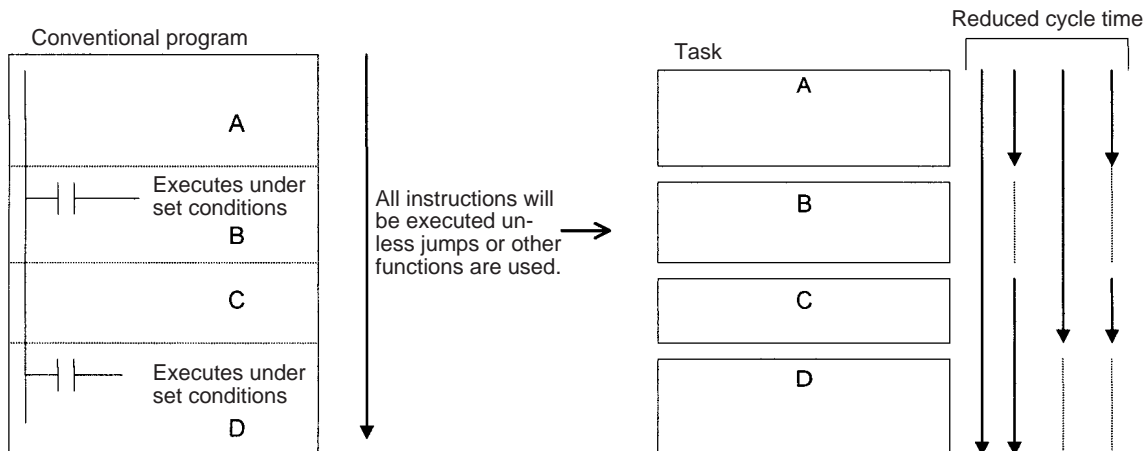 Conventional program
A
Executes under
set conditions
B
C
Executes under
set conditions
D
All instructions will
be executed un-
less jumps or other
functions are used.
Task
A
B
C
D
Reduced cycle time